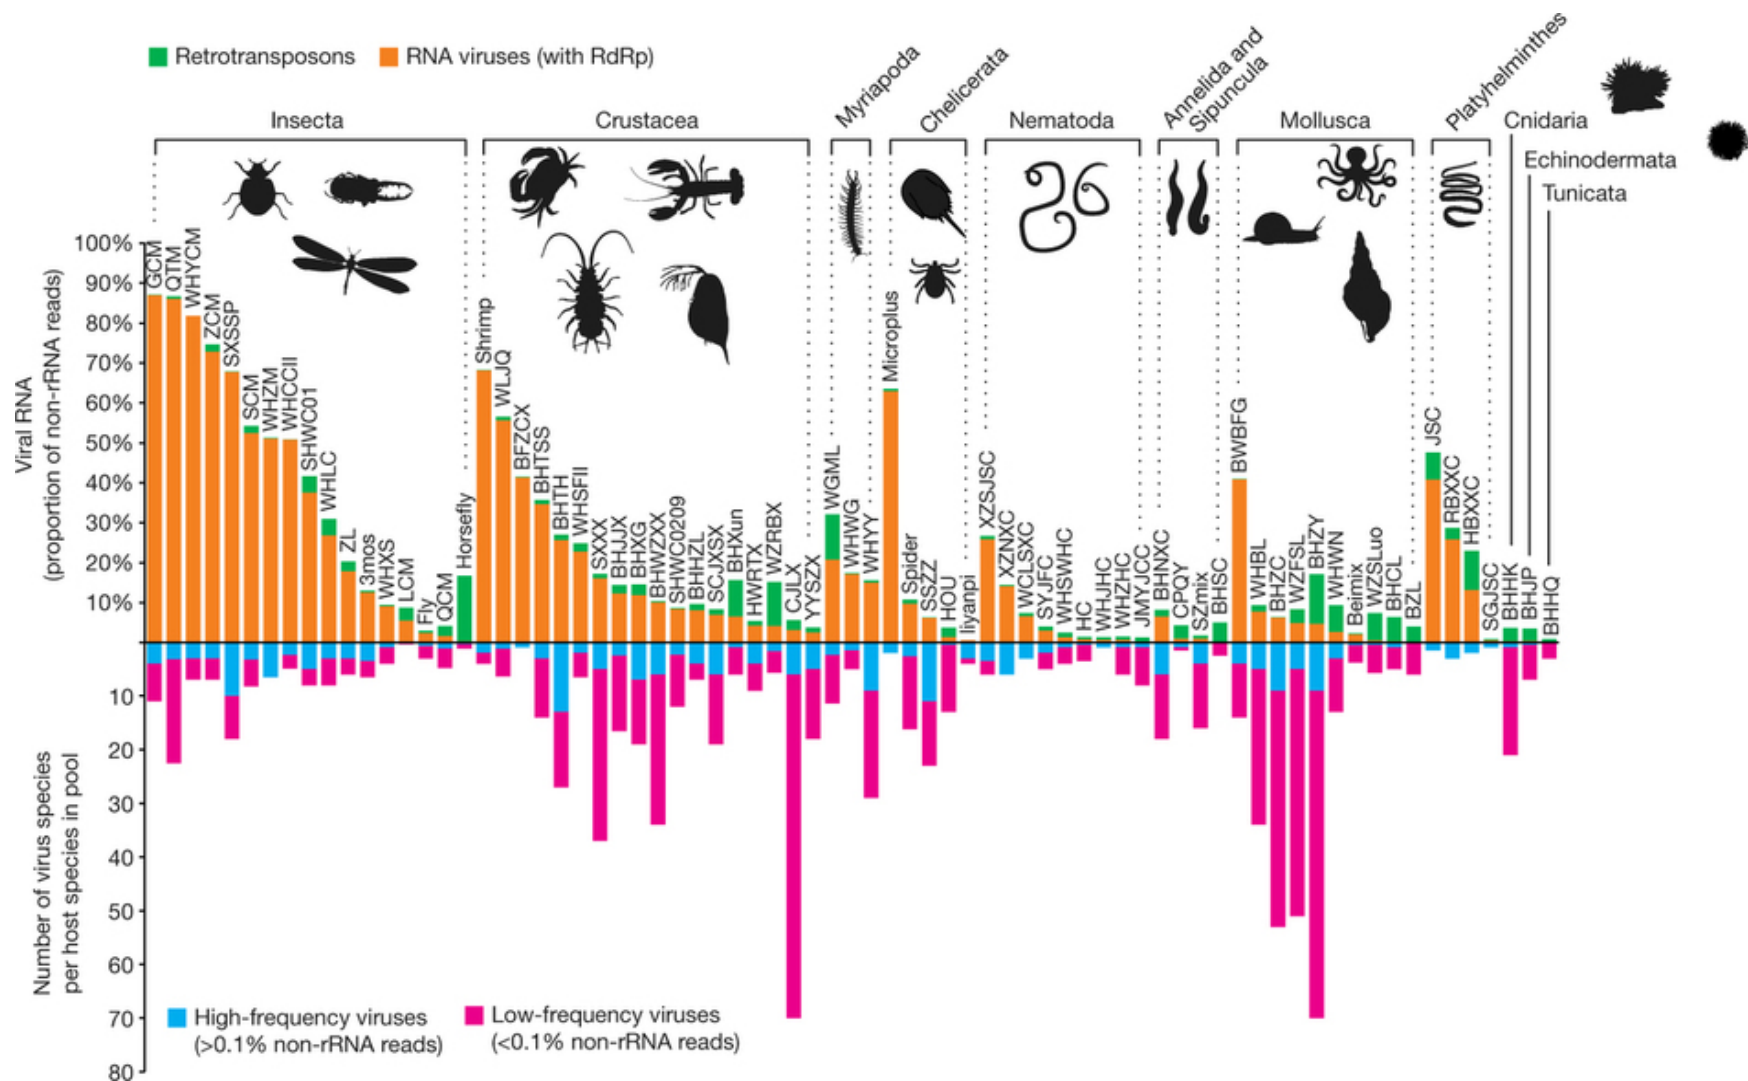 Retrotransposons
RNA viruses (with RdRp)
Insecta
Crustacea
Myriapoda
Chelicerata
Nematoda
Annelida and
Sipuncula
Mollusca
Platyhelminthes
Cnidaria
Echinodermata
Tunicata
Viral RNA
(proportion of non-rRNA reads)
100%
90%
80%
70%
60%
50%
40%
30%
20%
10%
GCM
QTM
WHYCM
ZCM
SXSSP
SCM
WHZM
WHCCII
SHWC01
WHLC
ZL
3mos
WHXS
LCM
Fly
QCM
Horsefly
Shrimp
WLJQ
BFZCX
BHTSS
BHTH
WHSFII
SXXX
BHJJX
BHXG
BHWZXX
SHWC0209
BHHZL
SCJXSX
BHXun
HWRTX
WZRBX
CJLX
YYSZX
WGML
WHWG
WHYY
Microplus
Spider
SSZZ
HOU
liyanpi
XZSJSC
XZNXC
WCLSXC
SYJFC
WHSWHC
HC
WHJHC
WHZHC
JMYJCC
BHNXC
CPQY
SZmix
BHSC
BWBFG
WHBL
BHZC
WZFSL
BHZY
WHWN
Beimix
WZSLuo
BHCL
BZL
JSC
RBXXC
HBXXC
SGJSC
BHHK
BHJP
BHHQ
Number of virus species
per host species in pool
10
20
30
40
50
60
70
80
High-frequency viruses
(>0.1% non-rRNA reads)
Low-frequency viruses
(<0.1% non-rRNA reads)